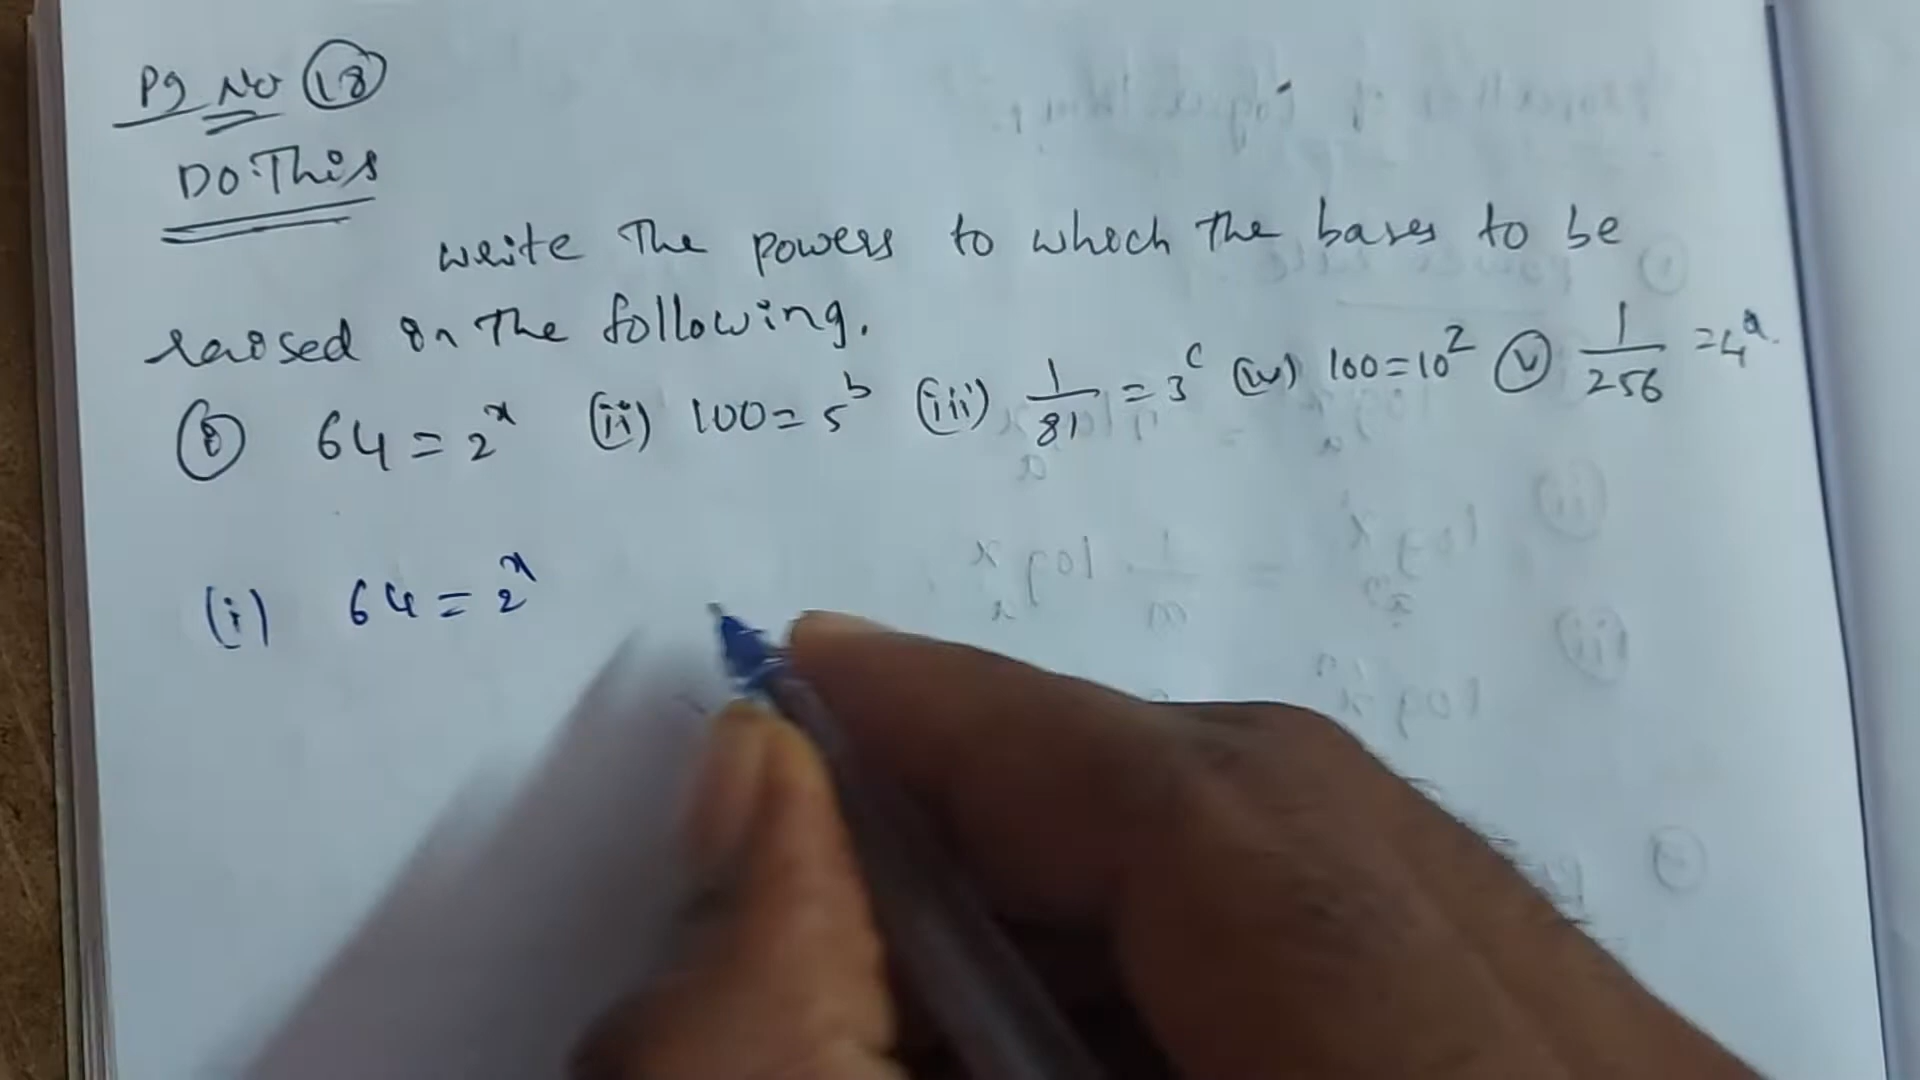 Pg No 18
Do This
write the powers to which the bases to be
raised in the following.
(i) 64 = 2^x (ii) 100 = 5^b (iii) 1/81 = 3^c (iv) 100 = 10^2 (v) 1/256 = 4^a.
(i) 64 = 2^x